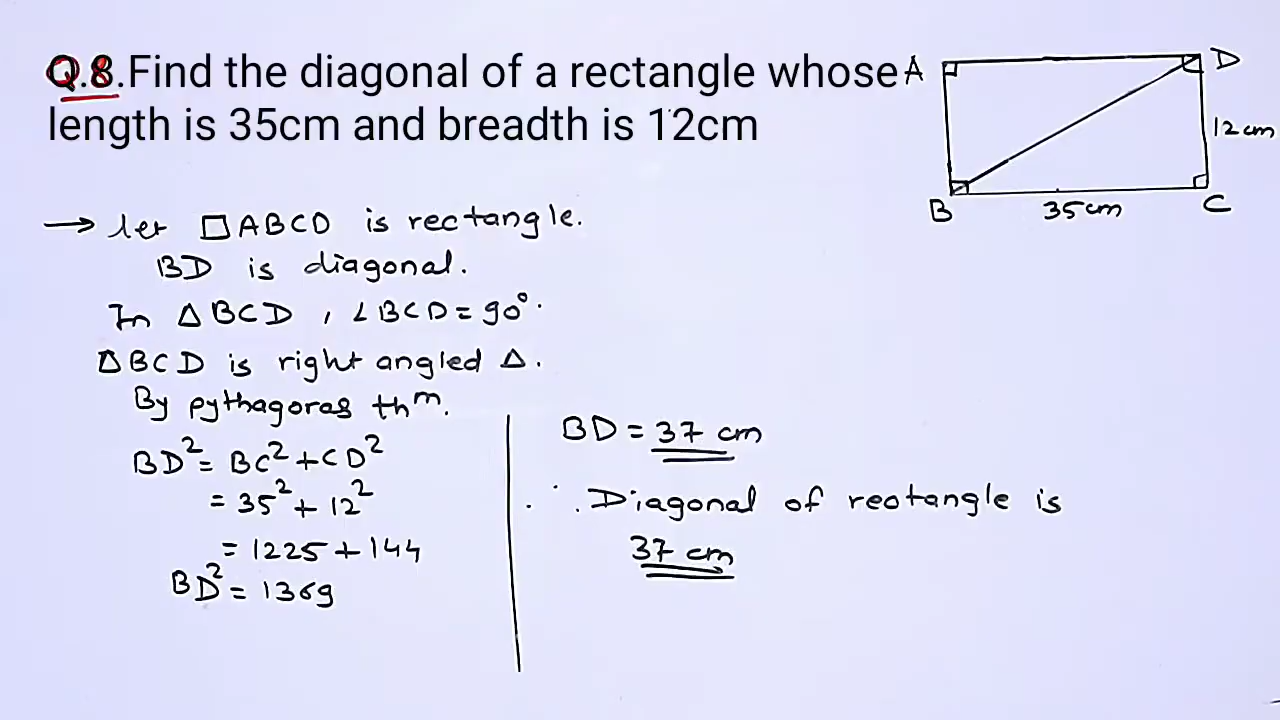 Q.8.Find the diagonal of a rectangle whose
length is 35cm and breadth is 12cm
A
D
12cm
B
35cm
C
→ let □ABCD is rectangle.
BD is diagonal.
In △BCD, ∠BCD=90°.
△BCD is right angled △.
By pythagoras thm.
BD²= BC²+CD²
= 35²+12²
= 1225+144
BD²= 1369
BD = 37 cm
∴ Diagonal of rectangle is
37 cm